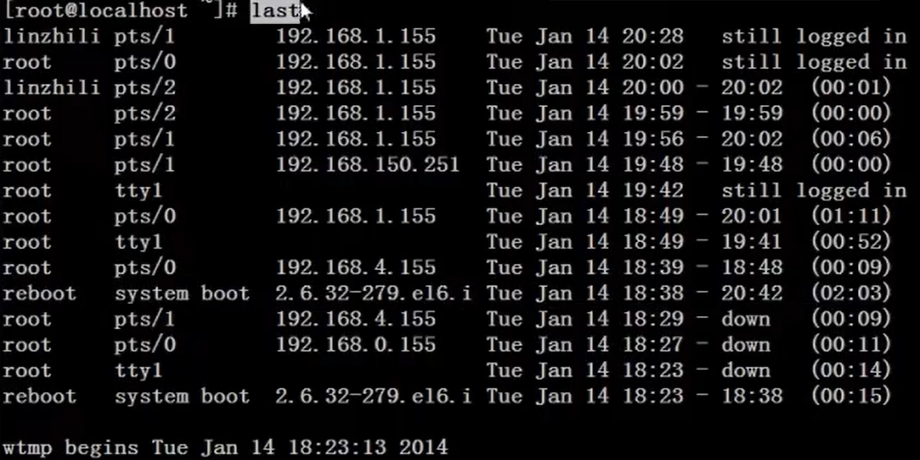 [root@localhost ~]# last
linzhili pts/1        192.168.1.155    Tue Jan 14 20:28   still logged in
root     pts/0        192.168.1.155    Tue Jan 14 20:02   still logged in
linzhili pts/2        192.168.1.155    Tue Jan 14 20:00 - 20:02  (00:01)
root     pts/2        192.168.1.155    Tue Jan 14 19:59 - 19:59  (00:00)
root     pts/1        192.168.1.155    Tue Jan 14 19:56 - 20:02  (00:06)
root     pts/1        192.168.150.251  Tue Jan 14 19:48 - 19:48  (00:00)
root     tty1                          Tue Jan 14 19:42   still logged in
root     pts/0        192.168.1.155    Tue Jan 14 18:49 - 20:01  (01:11)
root     tty1                          Tue Jan 14 18:49 - 19:41  (00:52)
root     pts/0        192.168.4.155    Tue Jan 14 18:39 - 18:48  (00:09)
reboot   system boot  2.6.32-279.el6.i Tue Jan 14 18:38 - 20:42  (02:03)
root     pts/1        192.168.4.155    Tue Jan 14 18:29 - down   (00:09)
root     pts/0        192.168.0.155    Tue Jan 14 18:27 - down   (00:11)
root     tty1                          Tue Jan 14 18:23 - down   (00:14)
reboot   system boot  2.6.32-279.el6.i Tue Jan 14 18:23 - 18:38  (00:15)
wtmp begins Tue Jan 14 18:23:13 2014